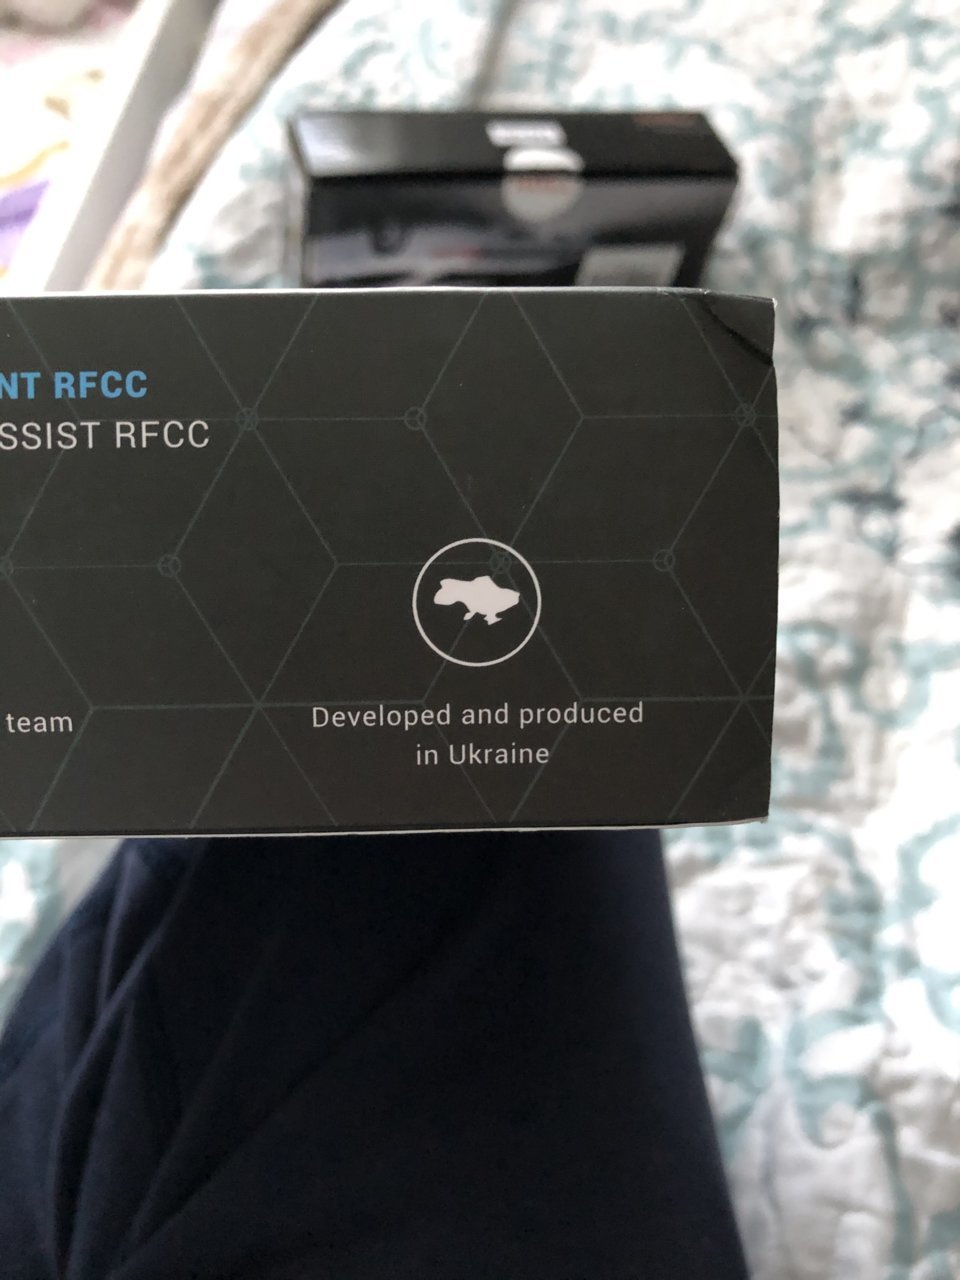 NT RFCC
SSIST RFCC
team
Developed and produced
in Ukraine